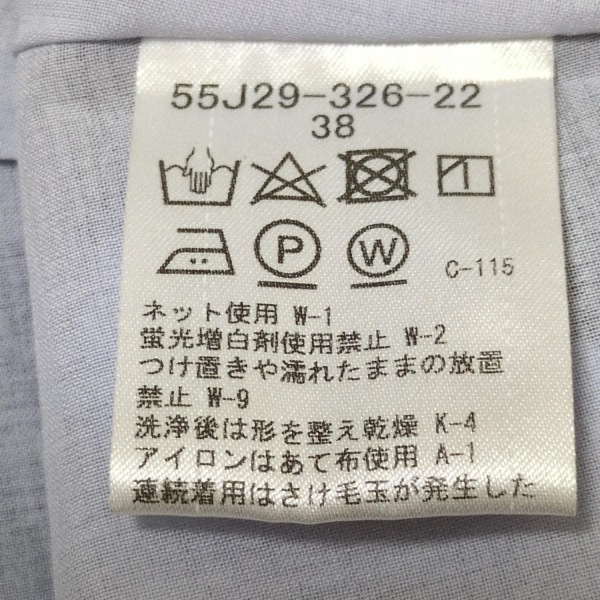 55J29-326-22
38
P W C-115
ネット使用 W-1
蛍光増白剤使用禁止 W-2
つけ置きや濡れたままの放置
禁止 W-9
洗浄後は形を整え乾燥 K-4
アイロンはあて布使用 A-1
連続着用はさけ毛玉が発生した